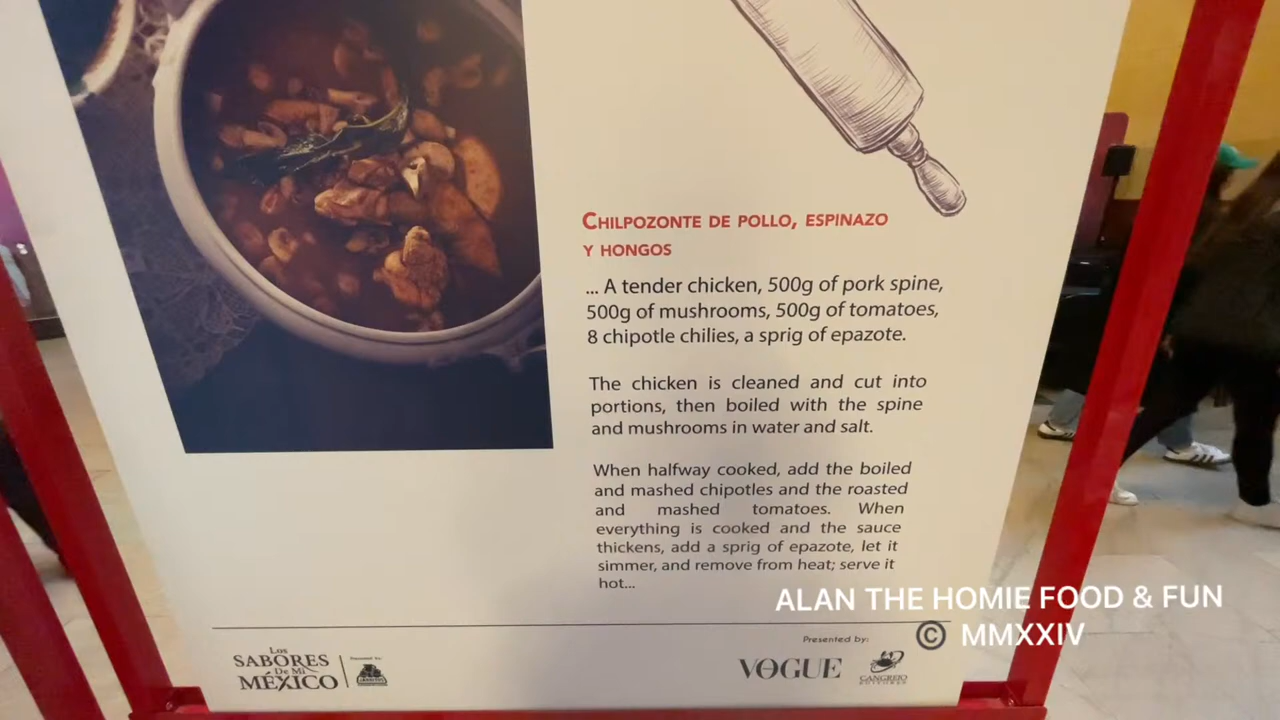 CHILPOZONTE DE POLLO, ESPINAZO
Y HONGOS
... A tender chicken, 500g of pork spine,
500g of mushrooms, 500g of tomatoes,
8 chipotle chilies, a sprig of epazote.
The chicken is cleaned and cut into
portions, then boiled with the spine
and mushrooms in water and salt.
When halfway cooked, add the boiled
and mashed chipotles and the roasted
and mashed tomatoes. When
everything is cooked and the sauce
thickens, add a sprig of epazote, let it
simmer, and remove from heat; serve it
hot...
ALAN THE HOMIE FOOD & FUN
© MMXXIV
Los
SABORES
De Mi
MÉXICO
Presented by:
VOGUE
CANGREJO